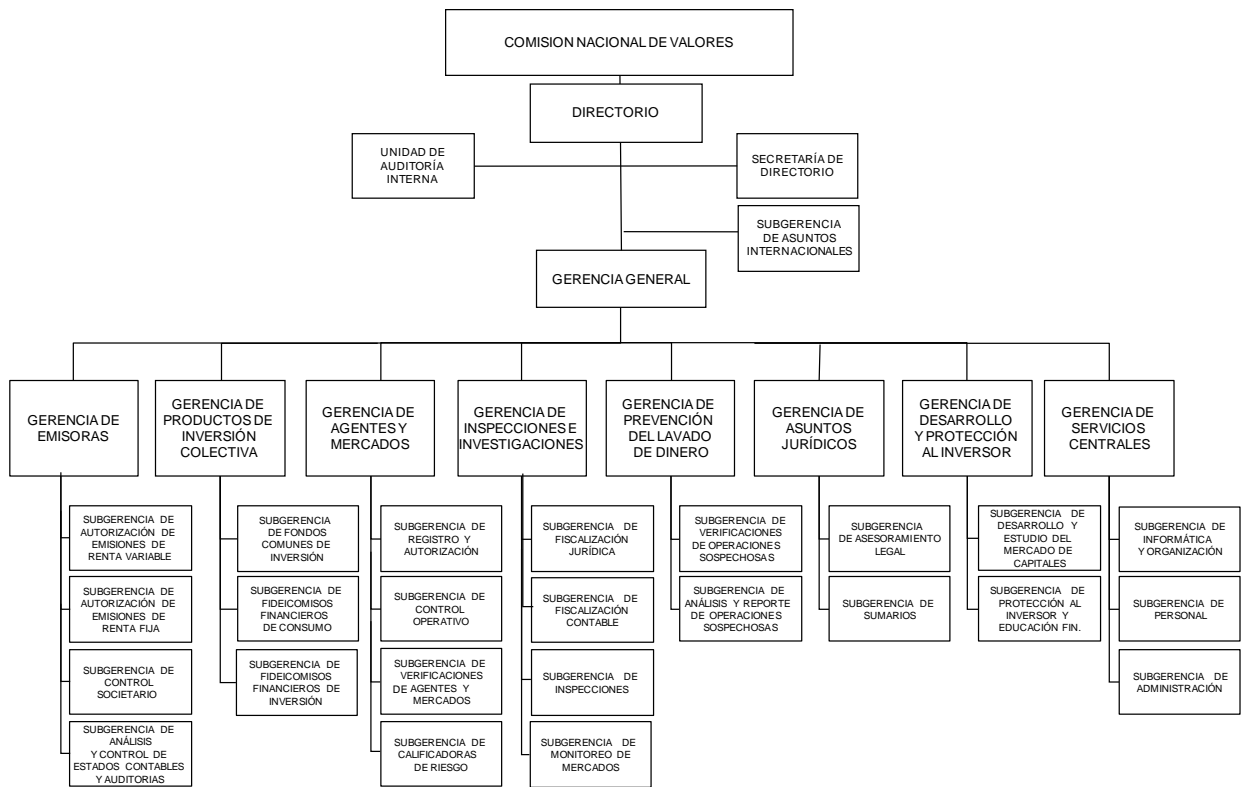 COMISION NACIONAL DE VALORES
DIRECTORIO
UNIDAD DE
AUDITORÍA
INTERNA
SECRETARÍA DE
DIRECTORIO
SUBGERENCIA
DE ASUNTOS
INTERNACIONALES
GERENCIA GENERAL
GERENCIA DE
EMISORAS
GERENCIA DE
PRODUCTOS DE
INVERSIÓN
COLECTIVA
GERENCIA DE
AGENTES Y
MERCADOS
GERENCIA DE
INSPECCIONES E
INVESTIGACIONES
GERENCIA DE
PREVENCIÓN
DEL LAVADO
DE DINERO
GERENCIA DE
ASUNTOS
JURÍDICOS
GERENCIA DE
DESARROLLO
Y PROTECCIÓN
AL INVERSOR
GERENCIA DE
SERVICIOS
CENTRALES
SUBGERENCIA DE
AUTORIZACIÓN DE
EMISIONES DE
RENTA VARIABLE
SUBGERENCIA DE
AUTORIZACIÓN DE
EMISIONES DE
RENTA FIJA
SUBGERENCIA DE
CONTROL
SOCIETARIO
SUBGERENCIA DE
ANÁLISIS
Y CONTROL DE
ESTADOS CONTABLES
Y AUDITORIAS
SUBGERENCIA
DE FONDOS
COMUNES DE
INVERSIÓN
SUBGERENCIA DE
FIDEICOMISOS
FINANCIEROS
DE CONSUMO
SUBGERENCIA DE
FIDEICOMISOS
FINANCIEROS DE
INVERSIÓN
SUBGERENCIA DE
REGISTRO Y
AUTORIZACIÓN
SUBGERENCIA DE
CONTROL
OPERATIVO
SUBGERENCIA DE
VERIFICACIONES
DE AGENTES Y
MERCADOS
SUBGERENCIA DE
CALIFICADORAS
DE RIESGO
SUBGERENCIA DE
FISCALIZACIÓN
JURÍDICA
SUBGERENCIA DE
FISCALIZACIÓN
CONTABLE
SUBGERENCIA DE
INSPECCIONES
SUBGERENCIA DE
MONITOREO DE
MERCADOS
SUBGERENCIA DE
VERIFICACIONES
DE OPERACIONES
SOSPECHOSAS
SUBGERENCIA DE
ANÁLISIS Y REPORTE
DE OPERACIONES
SOSPECHOSAS
SUBGERENCIA
DE ASESORAMIENTO
LEGAL
SUBGERENCIA DE
SUMARIOS
SUBGERENCIA DE
DESARROLLO Y
ESTUDIO DEL
MERCADO DE
CAPITALES
SUBGERENCIA DE
PROTECCIÓN AL
INVERSOR Y
EDUCACIÓN FIN.
SUBGERENCIA DE
INFORMÁTICA
Y ORGANIZACIÓN
SUBGERENCIA DE
PERSONAL
SUBGERENCIA DE
ADMINISTRACIÓN